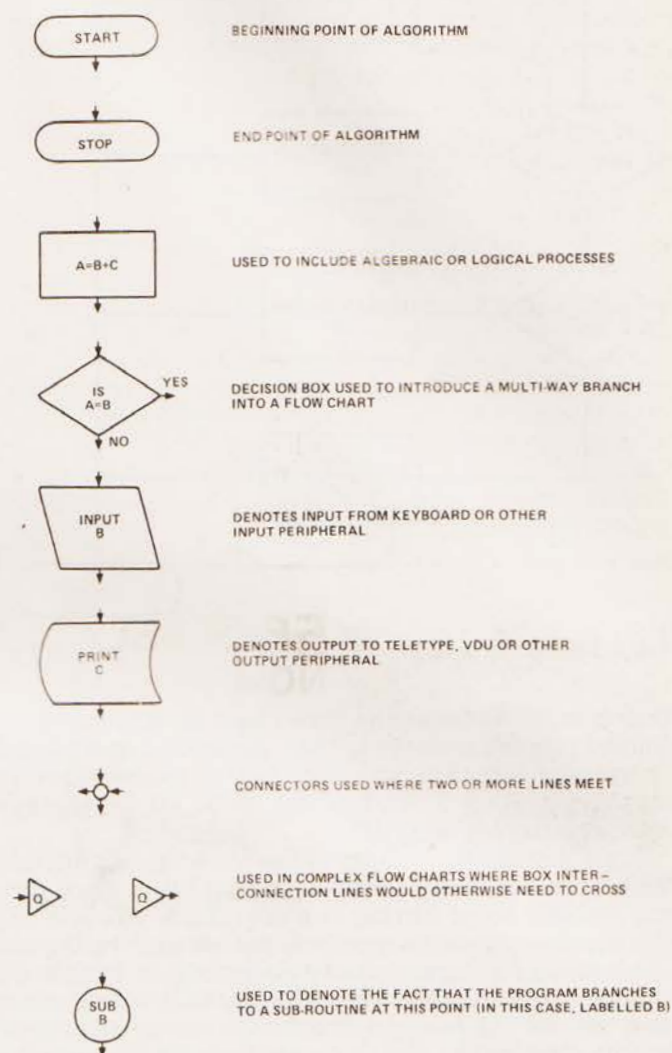 START
BEGINNING POINT OF ALGORITHM
STOP
END POINT OF ALGORITHM
A=B+C
USED TO INCLUDE ALGEBRAIC OR LOGICAL PROCESSES
IS
A=B
YES
NO
DECISION BOX USED TO INTRODUCE A MULTI-WAY BRANCH
INTO A FLOW CHART
INPUT
B
DENOTES INPUT FROM KEYBOARD OR OTHER
INPUT PERIPHERAL
PRINT
C
DENOTES OUTPUT TO TELETYPE, VDU OR OTHER
OUTPUT PERIPHERAL
CONNECTORS USED WHERE TWO OR MORE LINES MEET
Q
Q
USED IN COMPLEX FLOW CHARTS WHERE BOX INTER–
CONNECTION LINES WOULD OTHERWISE NEED TO CROSS
SUB
B
USED TO DENOTE THE FACT THAT THE PROGRAM BRANCHES
TO A SUB-ROUTINE AT THIS POINT (IN THIS CASE, LABELLED B)